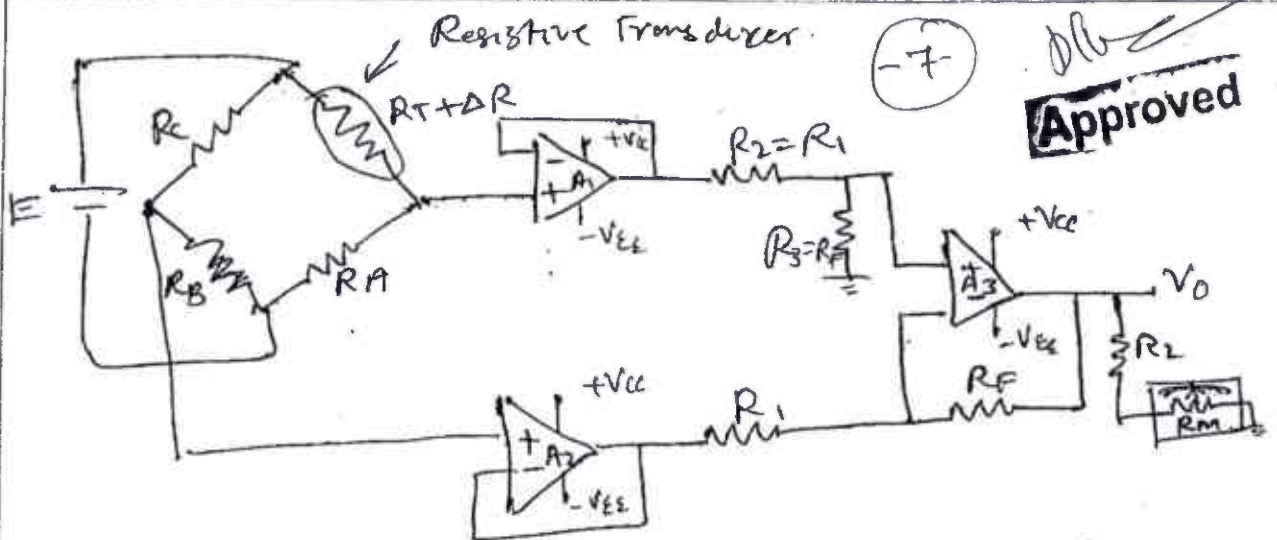 Resistive Transducer.
-7-
Approved
RT + ΔR
Rc
E
RB
RA
+Vcc
-
A1
+
-VEE
R2 = R1
R3=RF
+Vcc
+
A3
-
-VEE
V0
R2
RM
RF
+Vcc
+
A2
-
-VEE
R1